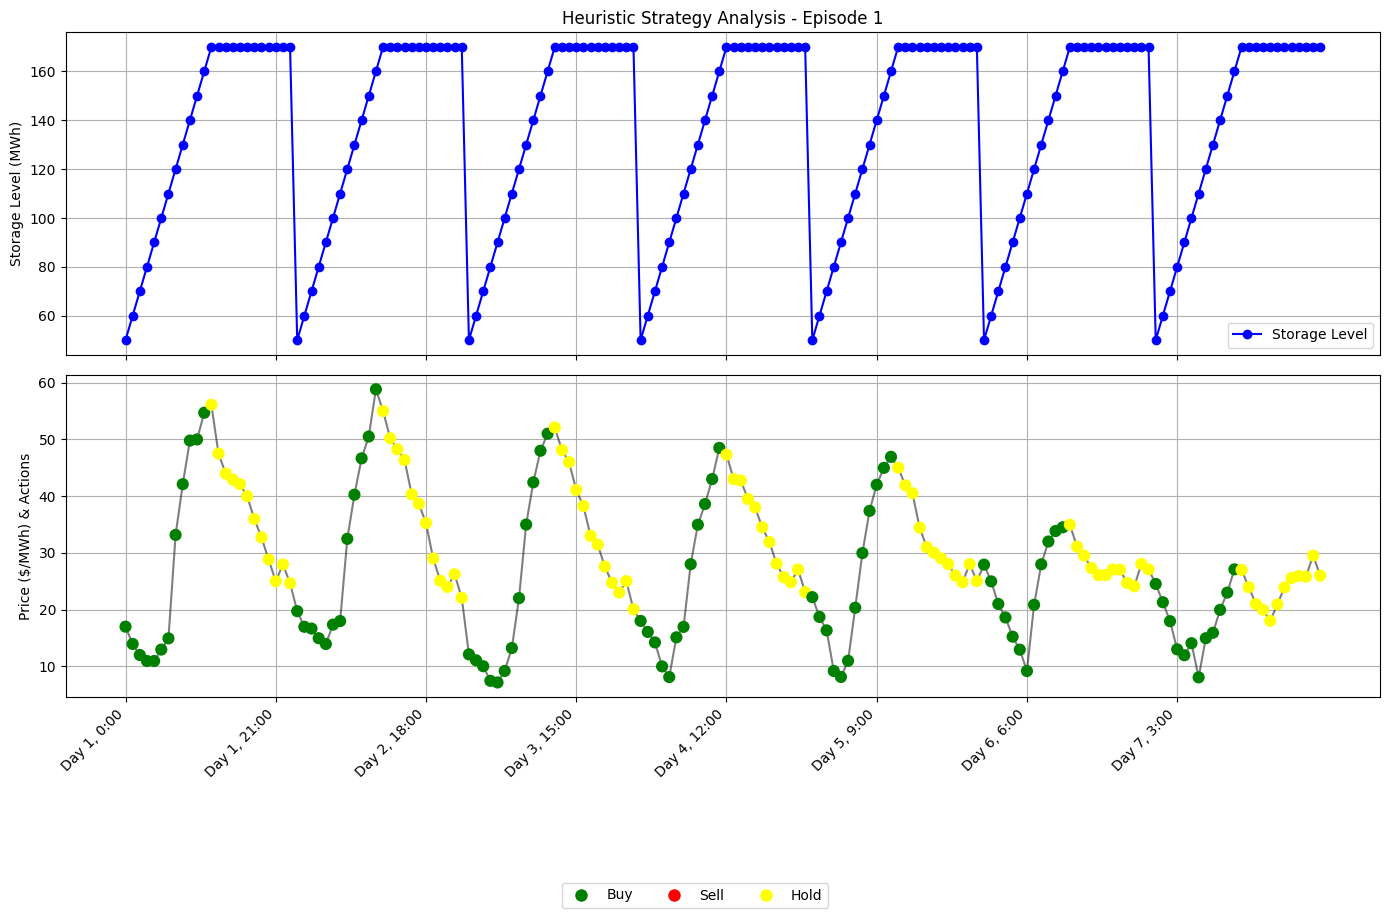 Heuristic Strategy Analysis - Episode 1
Storage Level (MWh)
160
140
120
100
80
60
Storage Level
Price ($/MWh) & Actions
60
50
40
30
20
10
Day 1, 0:00
Day 1, 21:00
Day 2, 18:00
Day 3, 15:00
Day 4, 12:00
Day 5, 9:00
Day 6, 6:00
Day 7, 3:00
Buy Sell Hold